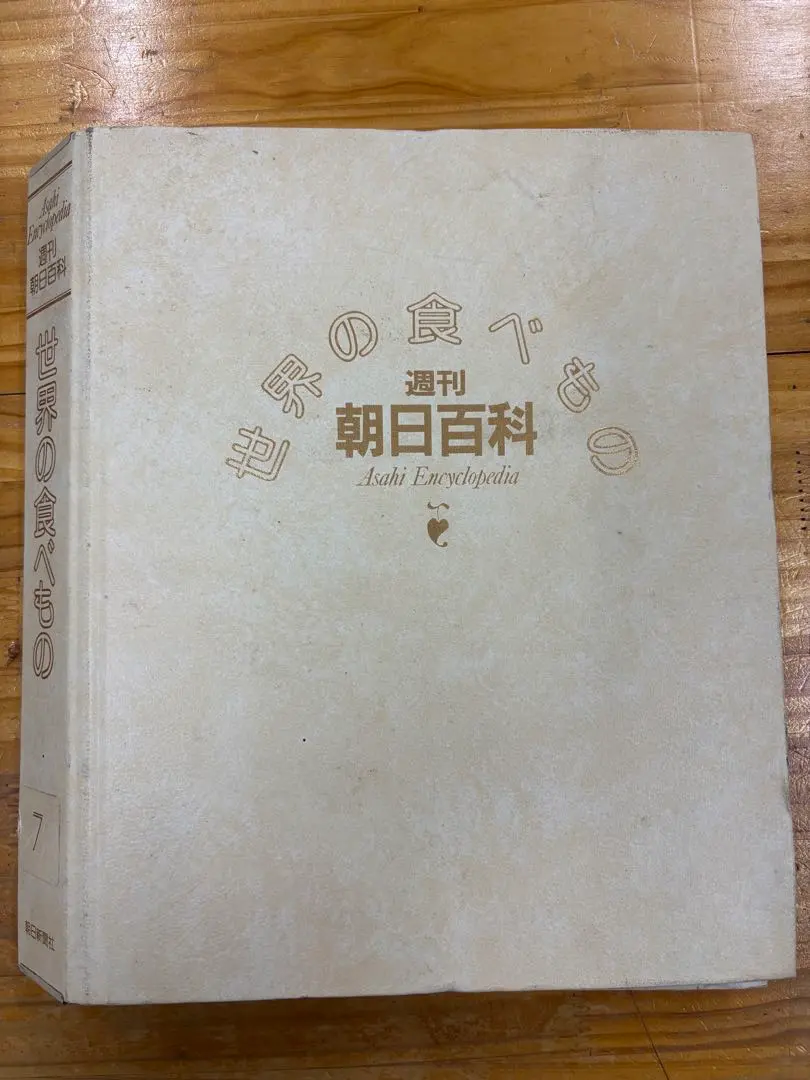 Asahi
Encyclopedia
週刊
朝日百科
世界の食べもの
7
朝日新聞社
世界の食べもの
週刊
朝日百科
Asahi Encyclopedia